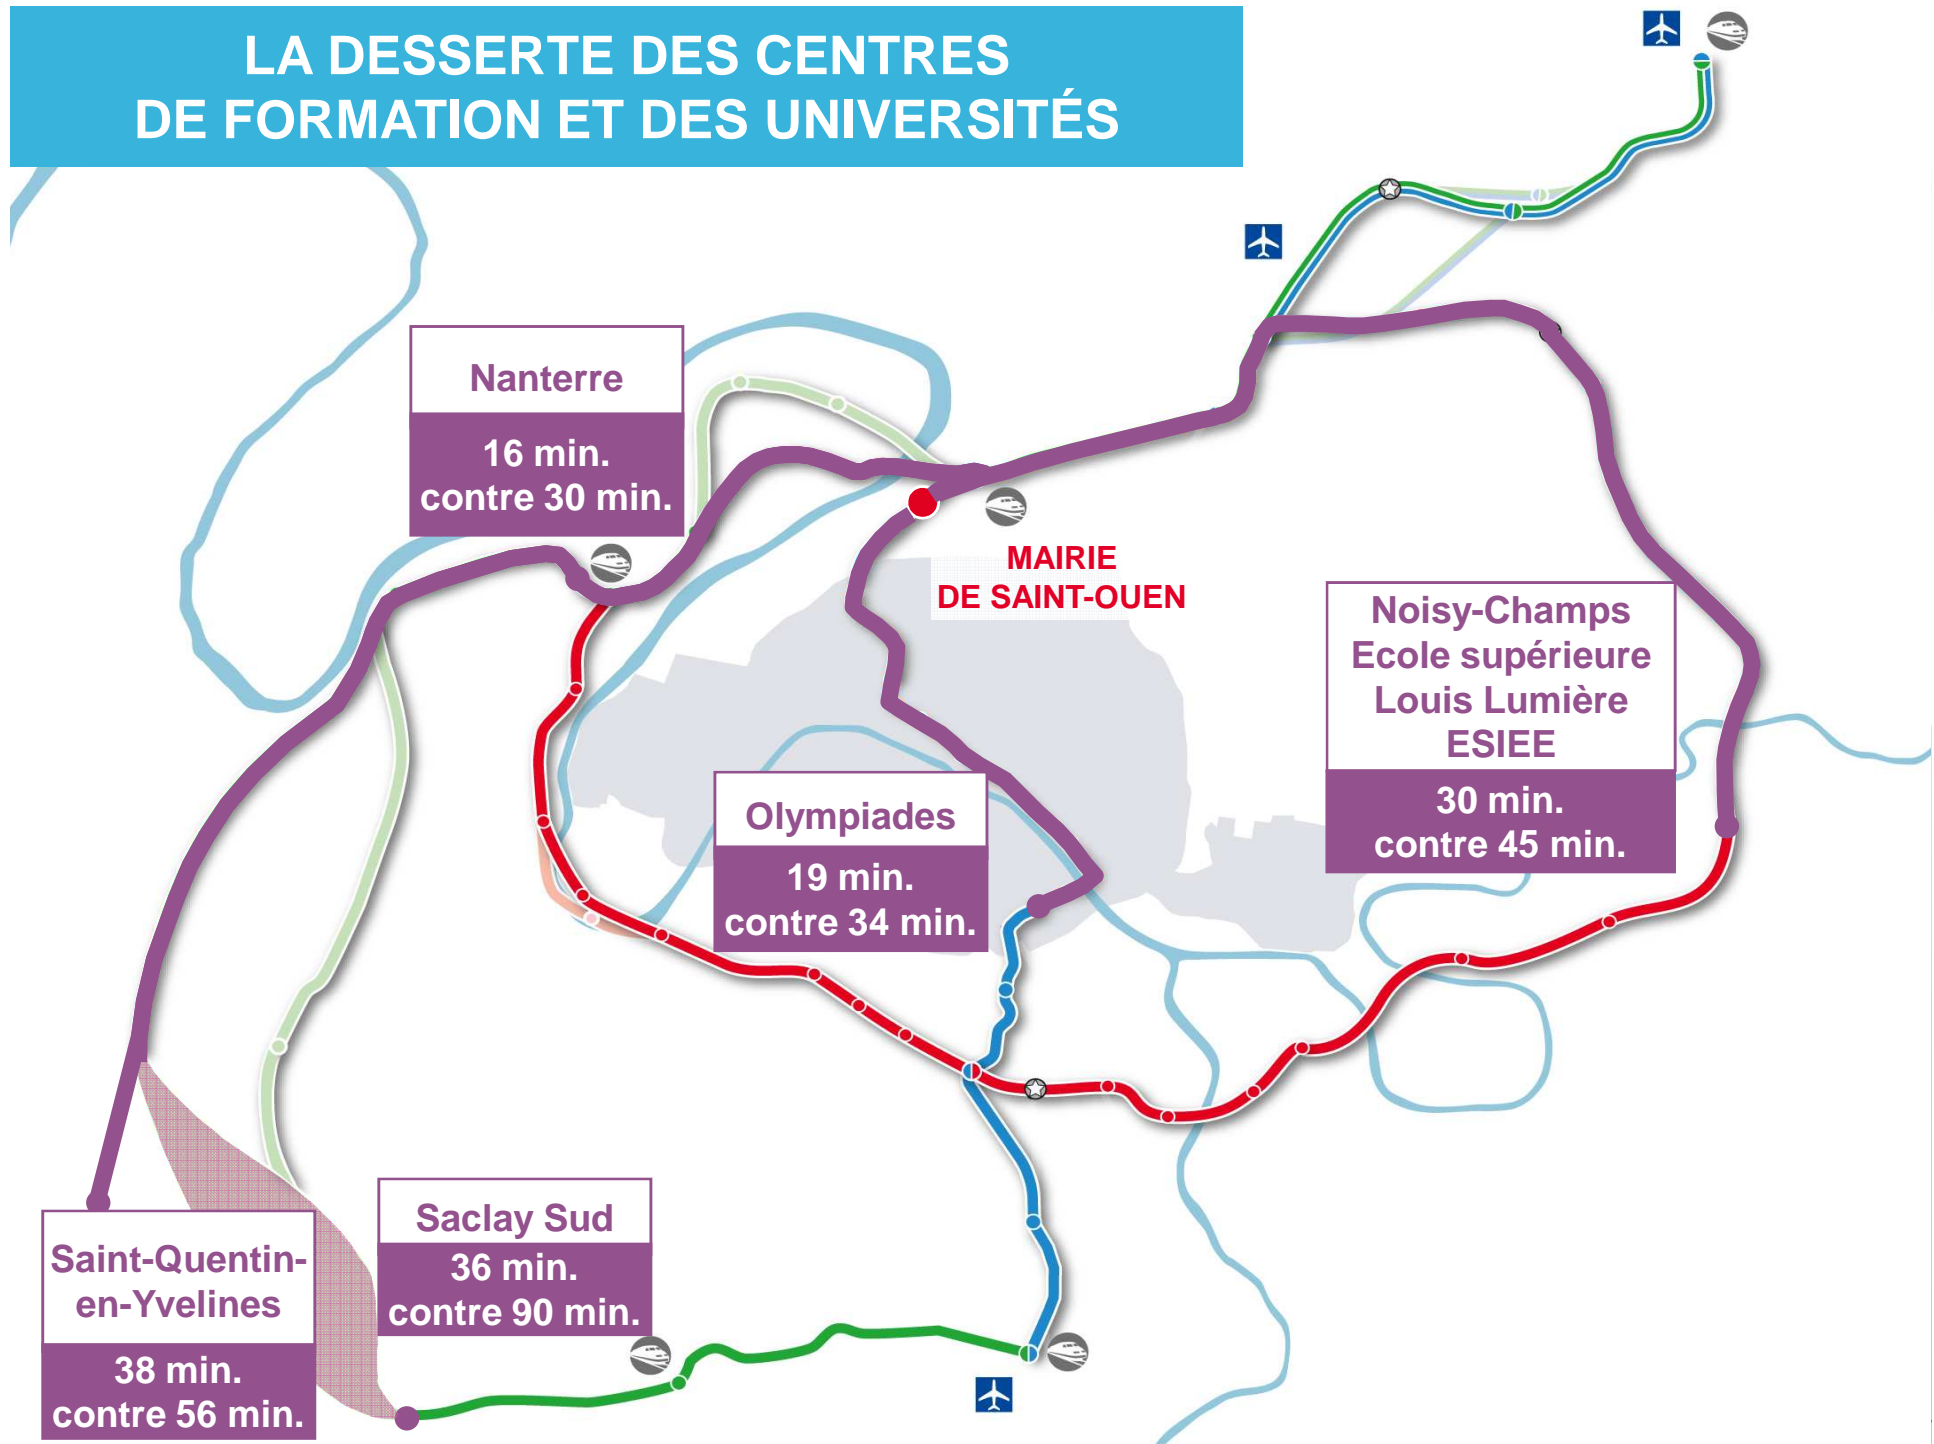 LA DESSERTE DES CENTRES
DE FORMATION ET DES UNIVERSITÉS
Nanterre
16 min.
contre 30 min.
MAIRIE
DE SAINT-OUEN
Noisy-Champs
Ecole supérieure
Louis Lumière
ESIEE
30 min.
contre 45 min.
Olympiades
19 min.
contre 34 min.
Saclay Sud
36 min.
contre 90 min.
Saint-Quentin-
en-Yvelines
38 min.
contre 56 min.